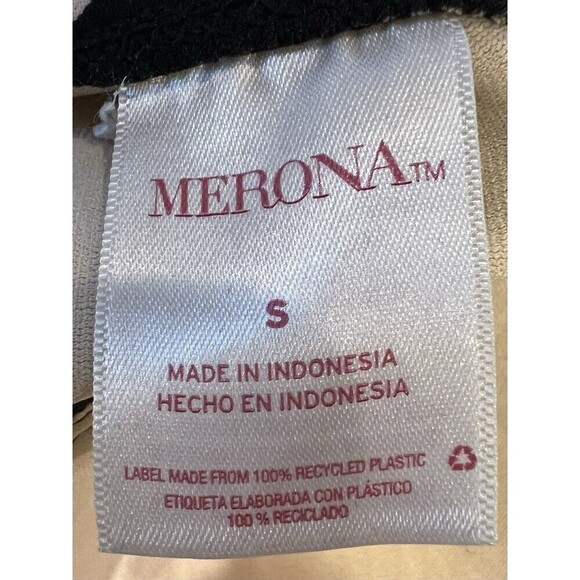 MERONA™
S
MADE IN INDONESIA
HECHO EN INDONESIA
LABEL MADE FROM 100% RECYCLED PLASTIC
ETIQUETA ELABORADA CON PLÁSTICO
100 % RECICLADO